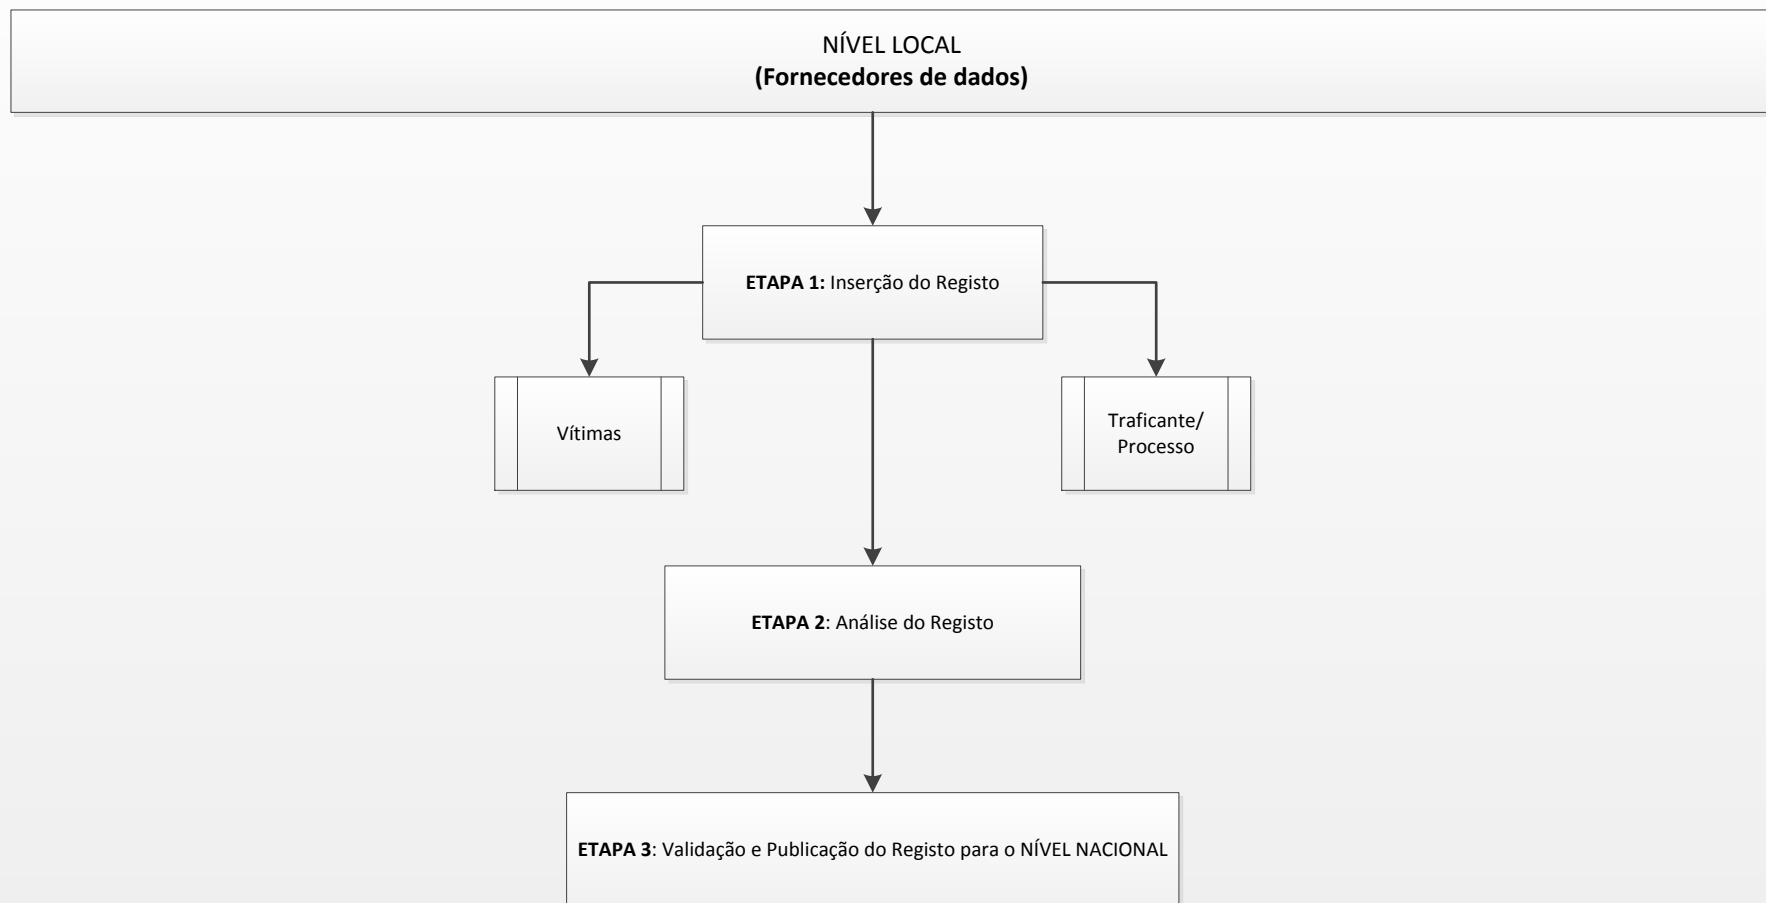 NÍVEL LOCAL
(Fornecedores de dados)
ETAPA 1: Inserção do Registo
Vítimas
Traficante/
Processo
ETAPA 2: Análise do Registo
ETAPA 3: Validação e Publicação do Registo para o NÍVEL NACIONAL